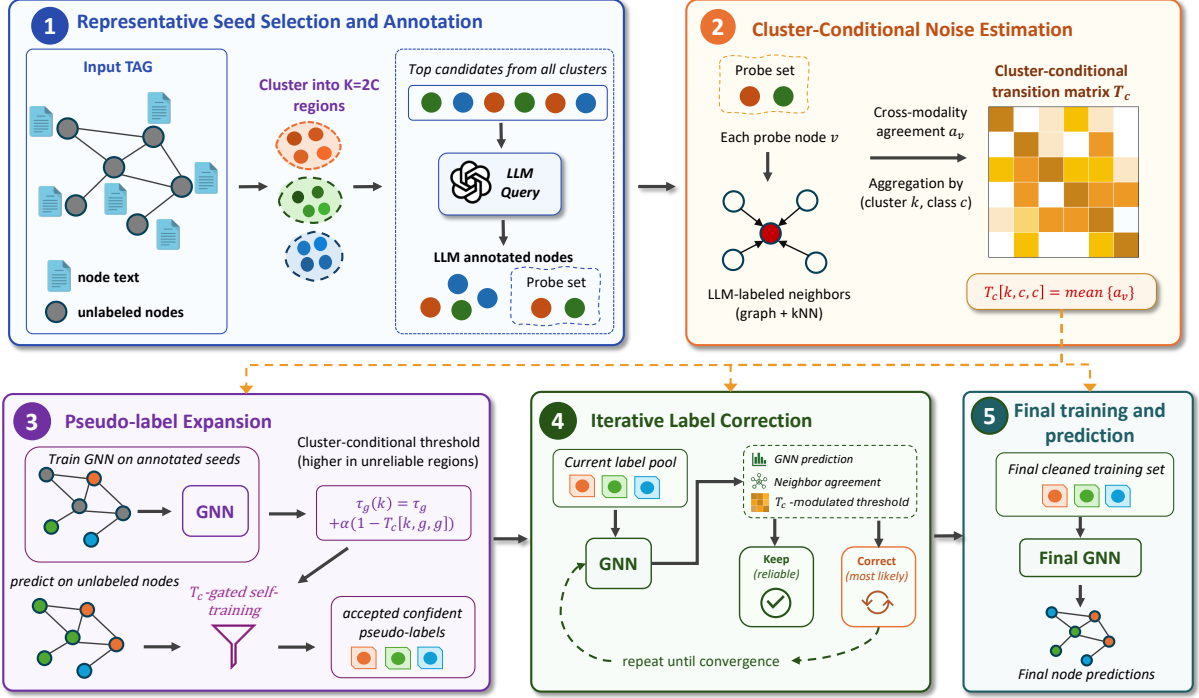 1 Representative Seed Selection and Annotation
Input TAG
node text
unlabeled nodes
Cluster into K=2C
regions
Top candidates from all clusters
LLM
Query
LLM annotated nodes
Probe set
2 Cluster-Conditional Noise Estimation
Probe set
Each probe node v
LLM-labeled neighbors
(graph + kNN)
Cross-modality
agreement a_v
Aggregation by
(cluster k, class c)
Cluster-conditional
transition matrix T_c
T_c[k, c, c] = mean {a_v}
3 Pseudo-label Expansion
Train GNN on annotated seeds
GNN
Cluster-conditional threshold
(higher in unreliable regions)
τ_g(k) = τ_g
+α(1 − T_c[k, g, g])
predict on unlabeled nodes
T_c-gated self-
training
accepted confident
pseudo-labels
4 Iterative Label Correction
Current label pool
GNN
GNN prediction
Neighbor agreement
T_c -modulated threshold
Keep
(reliable)
Correct
(most likely)
repeat until convergence
5 Final training and
prediction
Final cleaned training set
Final GNN
Final node predictions